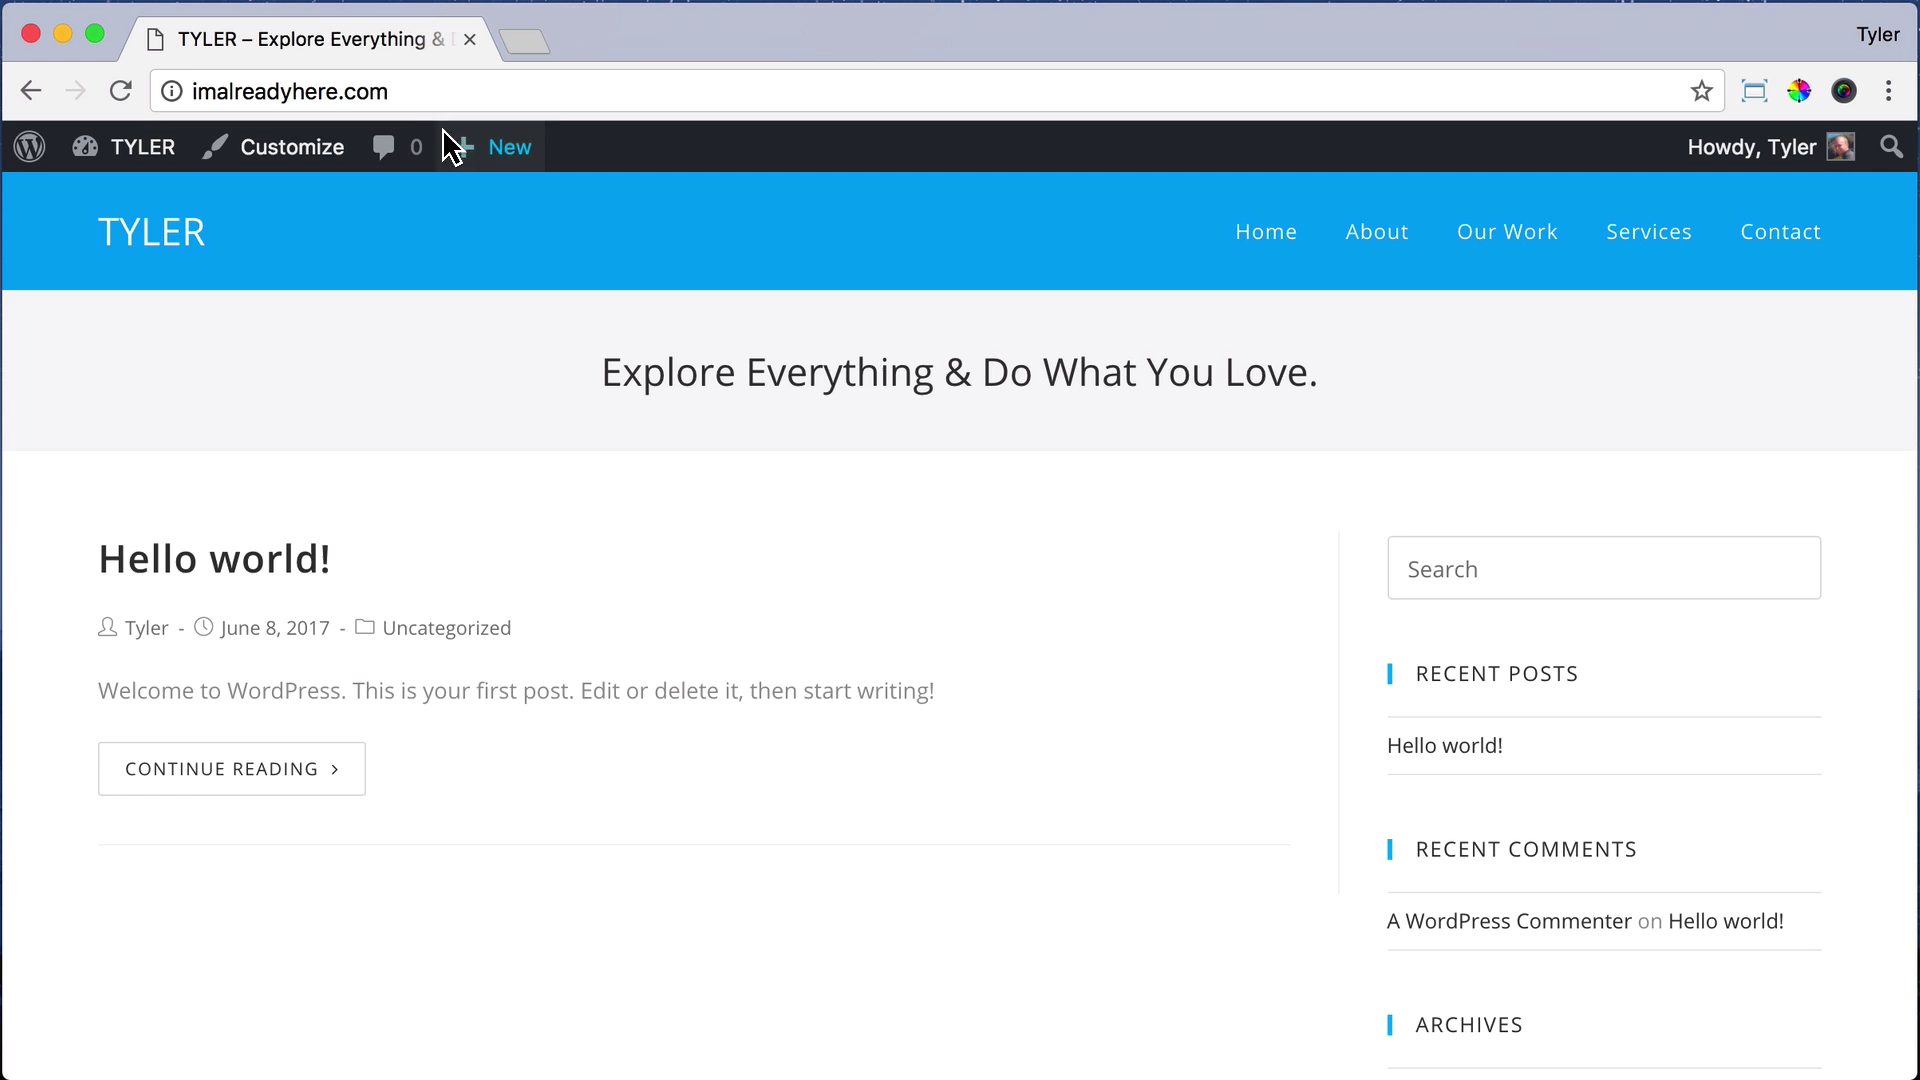 TYLER – Explore Everything &
Tyler
imalreadyhere.com
TYLER Customize 0 New Howdy, Tyler
TYLER Home About Our Work Services Contact
Explore Everything & Do What You Love.
Hello world!
Tyler - June 8, 2017 - Uncategorized
Welcome to WordPress. This is your first post. Edit or delete it, then start writing!
CONTINUE READING >
Search
RECENT POSTS
Hello world!
RECENT COMMENTS
A WordPress Commenter on Hello world!
ARCHIVES